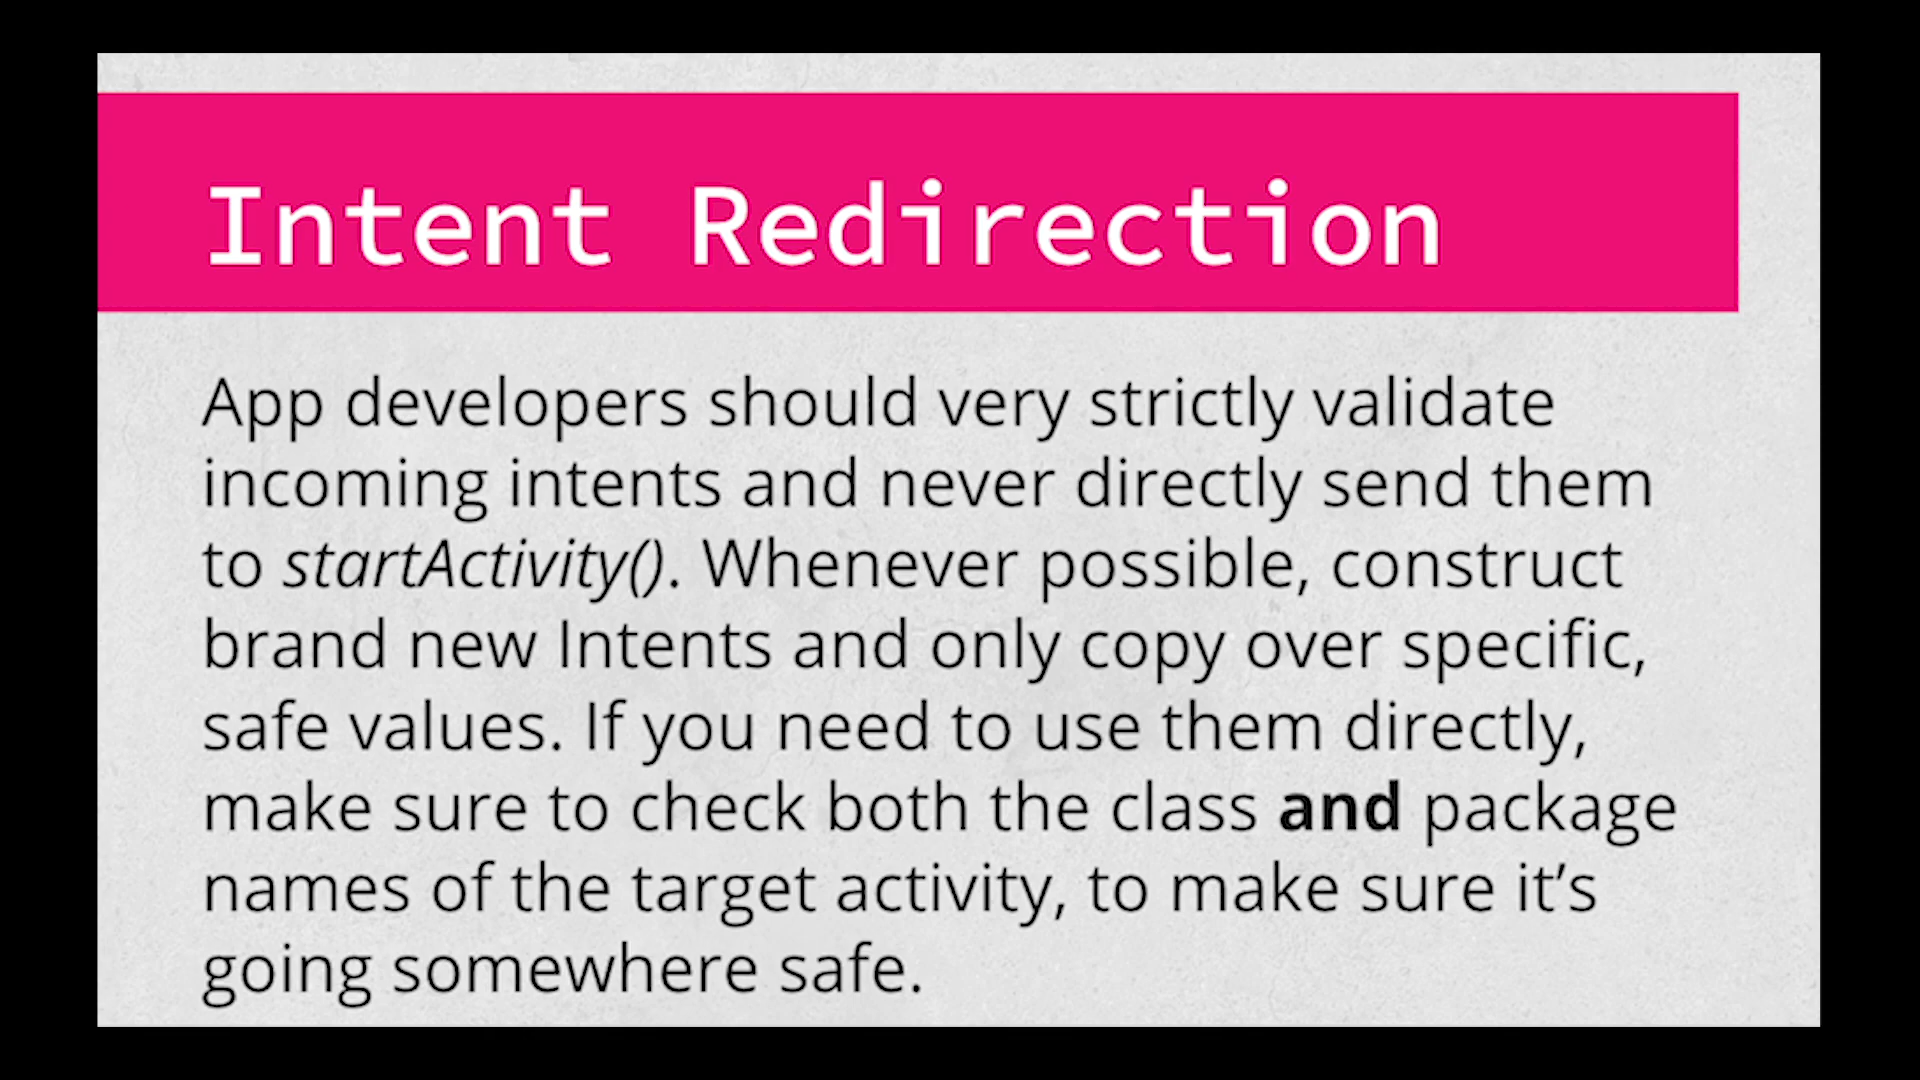 Intent Redirection
App developers should very strictly validate
incoming intents and never directly send them
to startActivity(). Whenever possible, construct
brand new Intents and only copy over specific,
safe values. If you need to use them directly,
make sure to check both the class and package
names of the target activity, to make sure it’s
going somewhere safe.